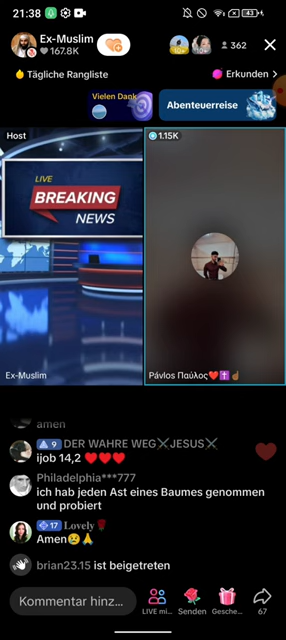 21:38
43
Ex-Muslim
167.8K
10+
10+
362
Tägliche Rangliste
Erkunden
Vielen Dank
Abenteuerreise
Host
1.15K
LIVE
BREAKING
NEWS
Ex-Muslim
Pávlos Παύλος❤️✝️☝🏾
amen
9 DER WAHRE WEG⚔JESUS⚔
ijob 14,2 ❤️❤️❤️
Philadelphia***777
ich hab jeden Ast eines Baumes genommen
und probiert
17 𝐋𝐨𝐯𝐞𝐥𝐲🌹
Amen😢🙏
brian23.15 ist beigetreten
Kommentar hinz...
LIVE mi...
Senden
Gesche...
67